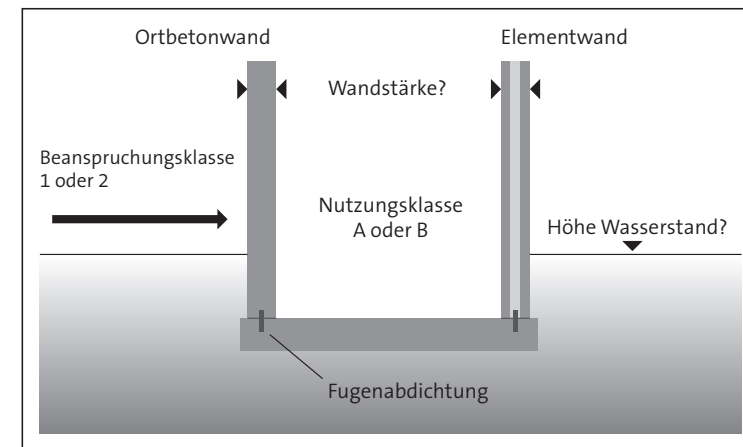 Ortbetonwand
Elementwand
Wandstärke?
Beanspruchungsklasse
1 oder 2
Nutzungsklasse
A oder B
Höhe Wasserstand?
Fugenabdichtung